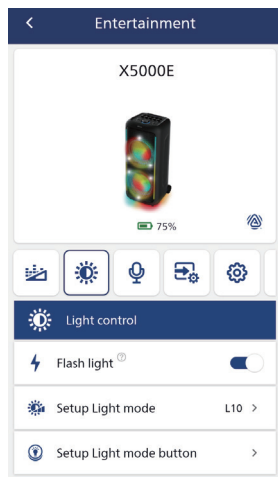 Entertainment
X5000E
75%
Light control
Flash light ?
Setup Light mode L10 >
Setup Light mode button >